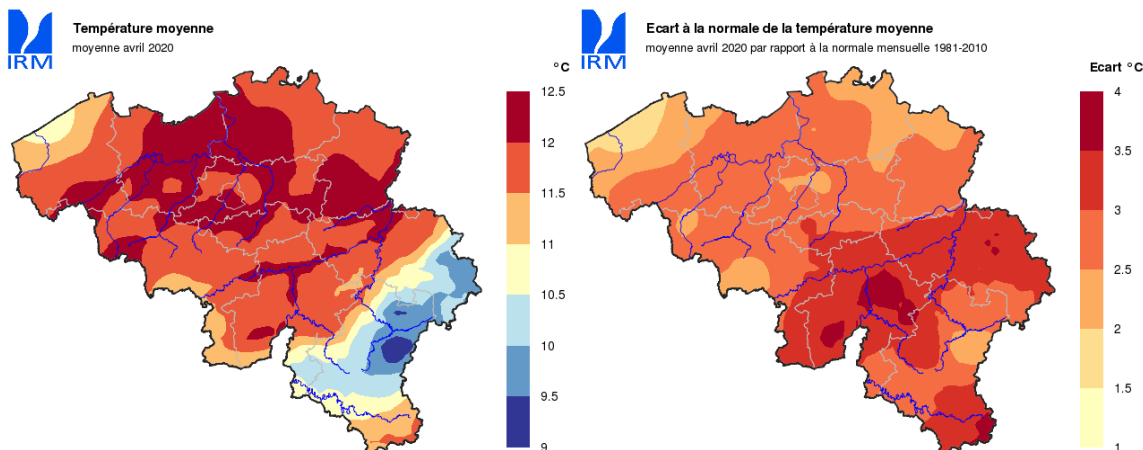 Température moyenne
moyenne avril 2020
IRM
°C
12.5
12
11.5
11
10.5
10
9.5
9
Ecart à la normale de la température moyenne
moyenne avril 2020 par rapport à la normale mensuelle 1981-2010
IRM
Ecart °C
4
3.5
3
2.5
2
1.5
1